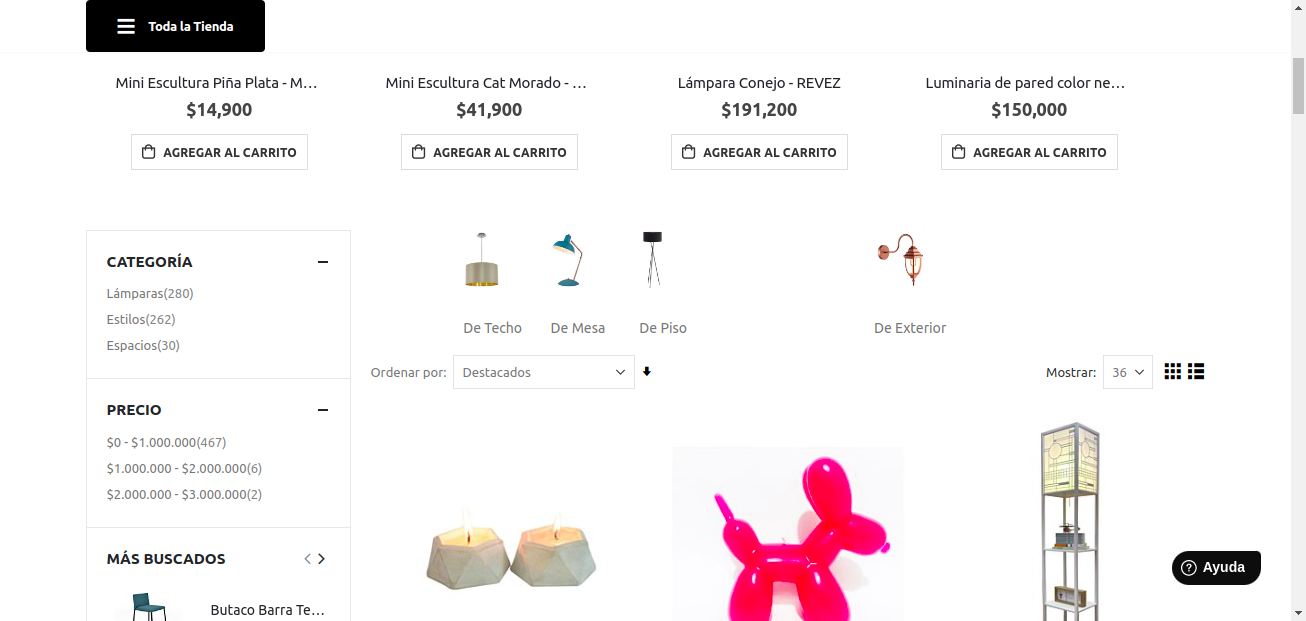 Toda la Tienda
Mini Escultura Piña Plata - M...
$14,900
AGREGAR AL CARRITO
Mini Escultura Cat Morado - ...
$41,900
AGREGAR AL CARRITO
Lámpara Conejo - REVEZ
$191,200
AGREGAR AL CARRITO
Luminaria de pared color ne...
$150,000
AGREGAR AL CARRITO
CATEGORÍA
Lámparas(280)
Estilos(262)
Espacios(30)
PRECIO
$0 - $1.000.000(467)
$1.000.000 - $2.000.000(6)
$2.000.000 - $3.000.000(2)
MÁS BUSCADOS
Butaco Barra Te...
De Techo
De Mesa
De Piso
De Exterior
Ordenar por:
Destacados
Mostrar:
36
Ayuda